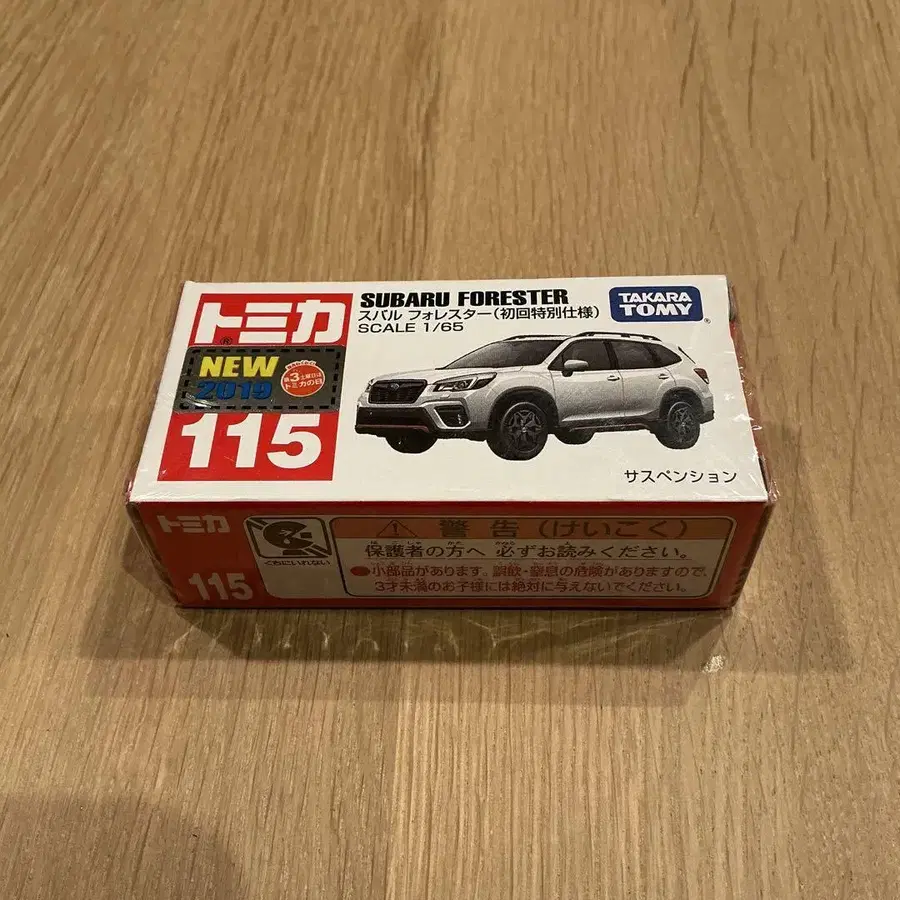 トミカ
®
NEW
2019
第3土曜日は
トミカの日
115
SUBARU FORESTER
スバル フォレスター(初回特別仕様)
SCALE 1/65
TAKARA
TOMY
®
サスペンション
トミカ
115
くちにいれない
⚠ 警告(けいこく)
保護者の方へ 必ずお読みください。
●小部品があります。誤飲・窒息の危険がありますので、
3才未満のお子様には絶対に与えないでください。